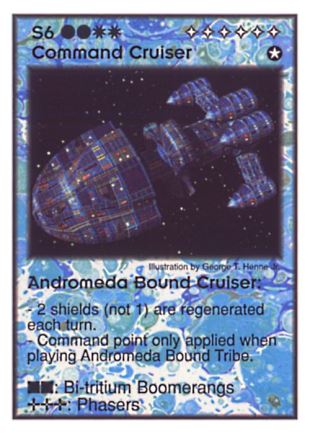 S6
Command Cruiser
Illustration by George T. Henne Jr.
Andromeda Bound Cruiser:
- 2 shields (not 1) are regenerated
each turn.
- Command point only applied when
playing Andromeda Bound Tribe.
: Bi-tritium Boomerangs
: Phasers